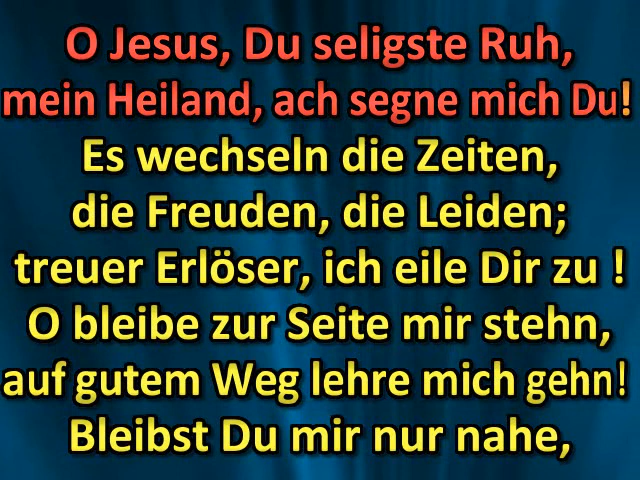 O Jesus, Du seligste Ruh,
mein Heiland, ach segne mich Du!
Es wechseln die Zeiten,
die Freuden, die Leiden;
treuer Erlöser, ich eile Dir zu !
O bleibe zur Seite mir stehn,
auf gutem Weg lehre mich gehn!
Bleibst Du mir nur nahe,